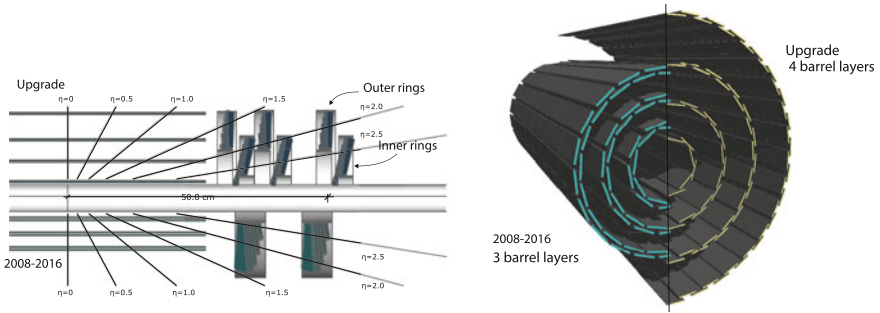 Upgrade
η=0 η=0.5 η=1.0 η=1.5
Outer rings
η=2.0
η=2.5
Inner rings
50.0 cm
2008-2016
η=2.5
η=0 η=0.5 η=1.0 η=1.5 η=2.0
Upgrade
4 barrel layers
2008-2016
3 barrel layers